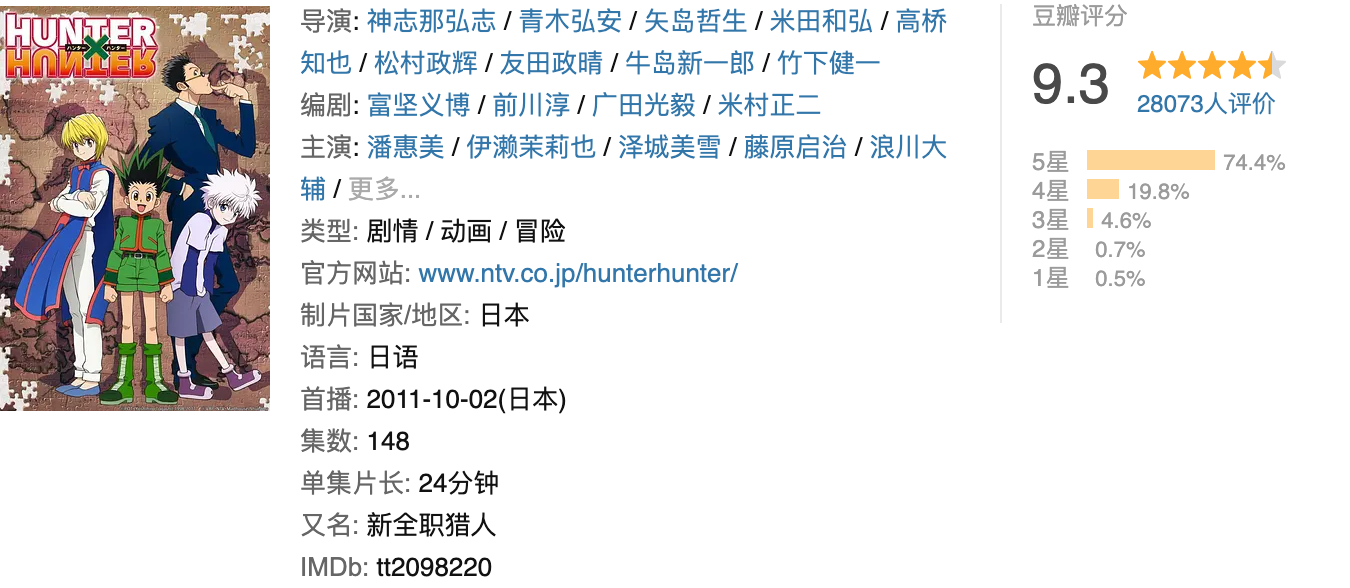 HUNTER
ハンター×ハンター
HUNTER
导演: 神志那弘志 / 青木弘安 / 矢岛哲生 / 米田和弘 / 高桥
知也 / 松村政辉 / 友田政晴 / 牛岛新一郎 / 竹下健一
编剧: 富坚义博 / 前川淳 / 广田光毅 / 米村正二
主演: 潘惠美 / 伊濑茉莉也 / 泽城美雪 / 藤原启治 / 浪川大
辅 / 更多...
类型: 剧情 / 动画 / 冒险
官方网站: www.ntv.co.jp/hunterhunter/
制片国家/地区: 日本
语言: 日语
首播: 2011-10-02(日本)
集数: 148
单集片长: 24分钟
又名: 新全职猎人
IMDb: tt2098220
豆瓣评分
9.3
28073人评价
5星 74.4%
4星 19.8%
3星 4.6%
2星 0.7%
1星 0.5%